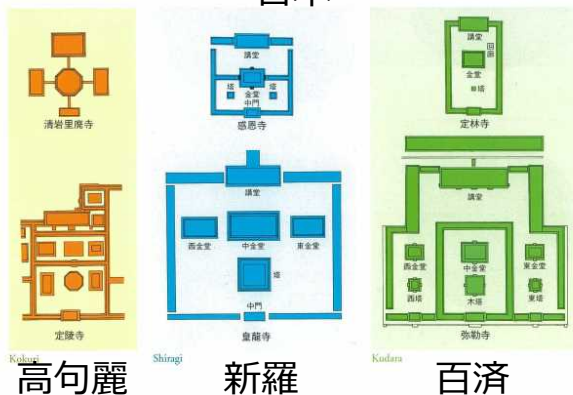 清岩里廃寺
定陵寺
Kokuri
高句麗
講堂
塔
金堂
塔
中門
感恩寺
講堂
西金堂
中金堂
東金堂
塔
中門
皇龍寺
Shiragi
新羅
講堂
回廊
金堂
塔
定林寺
講堂
西金堂
中金堂
東金堂
西塔
木塔
東塔
弥勒寺
Kudara
百済